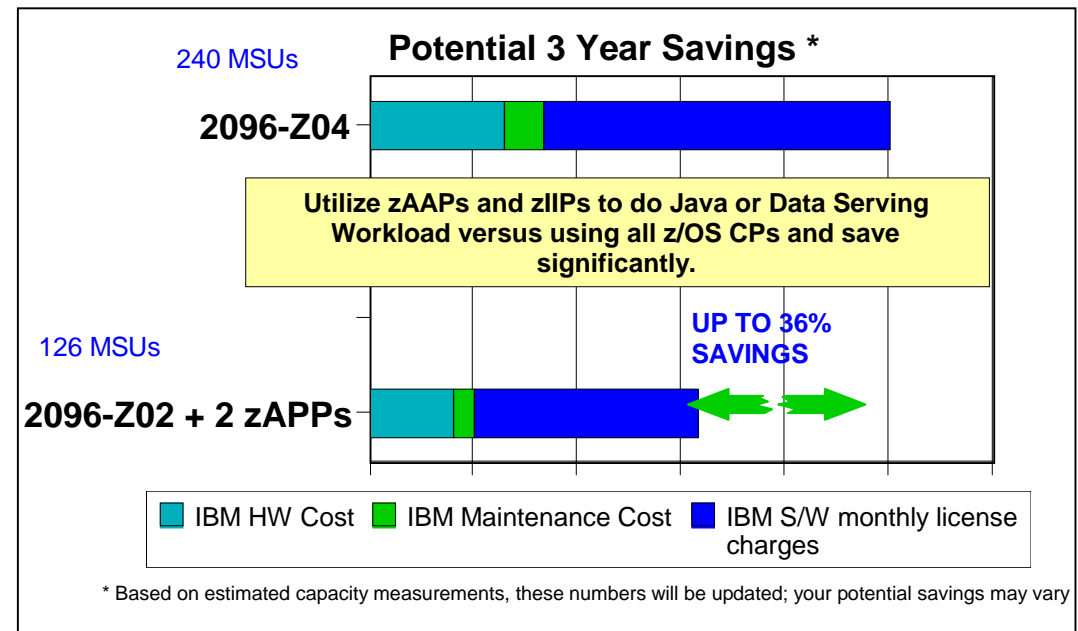 Potential 3 Year Savings *
240 MSUs
2096-Z04
Utilize zAAPs and zIIPs to do Java or Data Serving
Workload versus using all z/OS CPs and save
significantly.
UP TO 36%
SAVINGS
126 MSUs
2096-Z02 + 2 zAPPs
IBM HW Cost
IBM Maintenance Cost
IBM S/W monthly license
charges
* Based on estimated capacity measurements, these numbers will be updated; your potential savings may vary